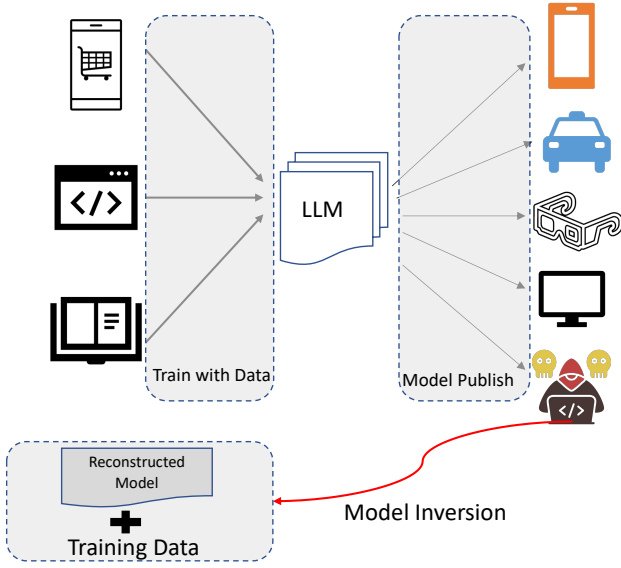 </>
LLM
Train with Data
Model Publish
</>
Reconstructed
Model
Training Data
Model Inversion